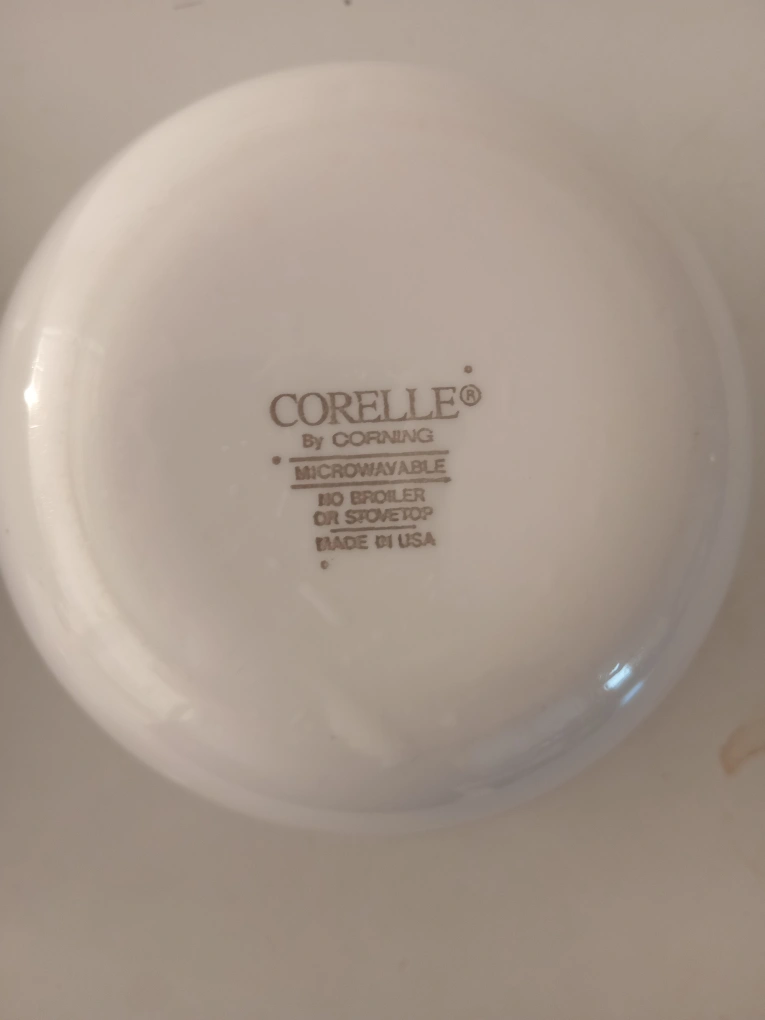 CORELLE®
By CORNING
MICROWAVABLE
NO BROILER
OR STOVETOP
MADE IN USA